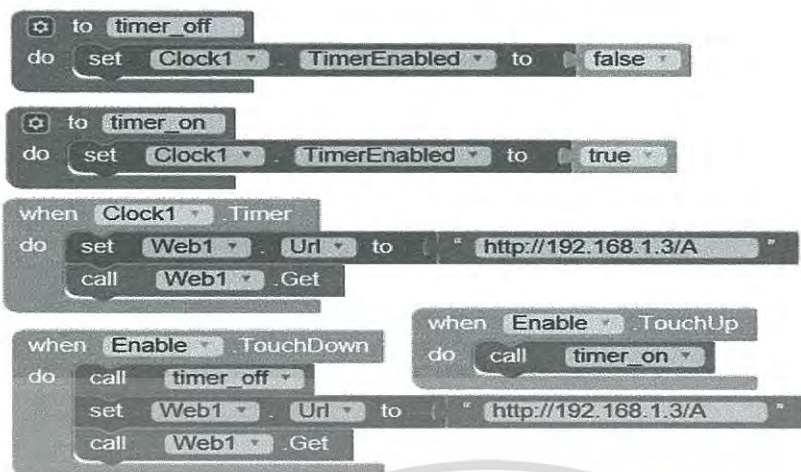 to timer_off
do set Clock1 . TimerEnabled to false
to timer_on
do set Clock1 . TimerEnabled to true
when Clock1 .Timer
do set Web1 . Url to " http://192.168.1.3/A "
call Web1 .Get
when Enable .TouchDown
do call timer_off
set Web1 . Url to " http://192.168.1.3/A "
call Web1 .Get
when Enable .TouchUp
do call timer_on